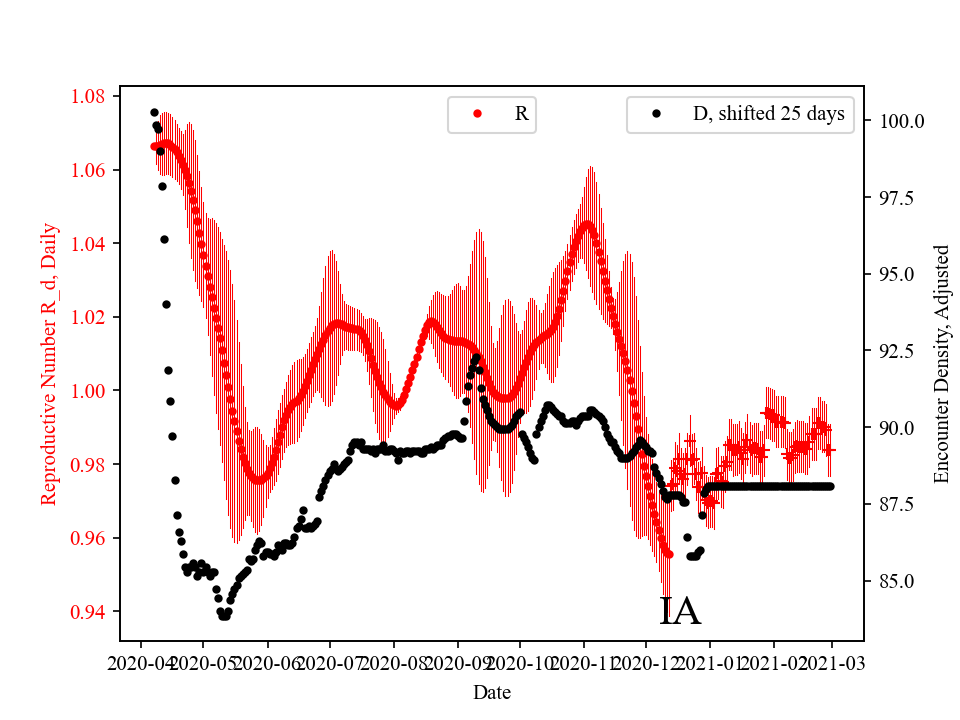 R
D, shifted 25 days
1.08
1.06
1.04
1.02
1.00
0.98
0.96
0.94
Reproductive Number R_d, Daily
100.0
97.5
95.0
92.5
90.0
87.5
85.0
Encounter Density, Adjusted
IA
2020-04 2020-05 2020-06 2020-07 2020-08 2020-09 2020-10 2020-11 2020-12 2021-01 2021-02 2021-03
Date